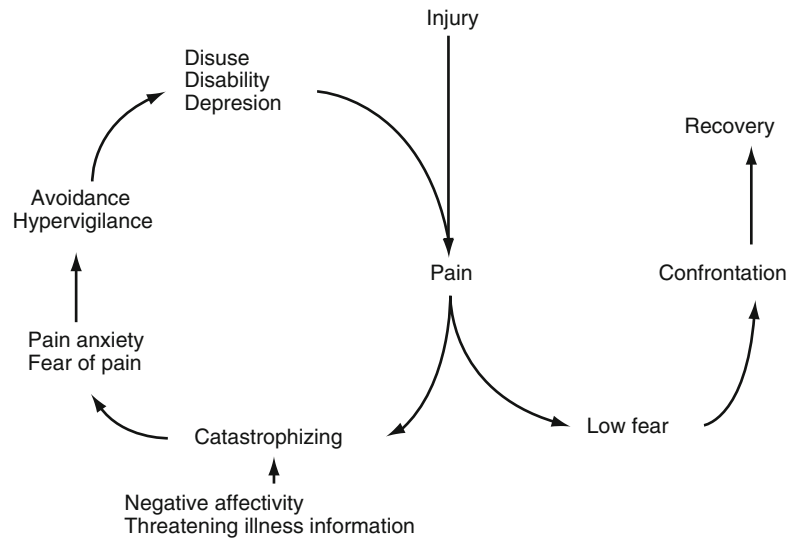 Injury
Disuse
Disability
Depresion
Recovery
Avoidance
Hypervigilance
Pain
Confrontation
Pain anxiety
Fear of pain
Low fear
Catastrophizing
Negative affectivity
Threatening illness information